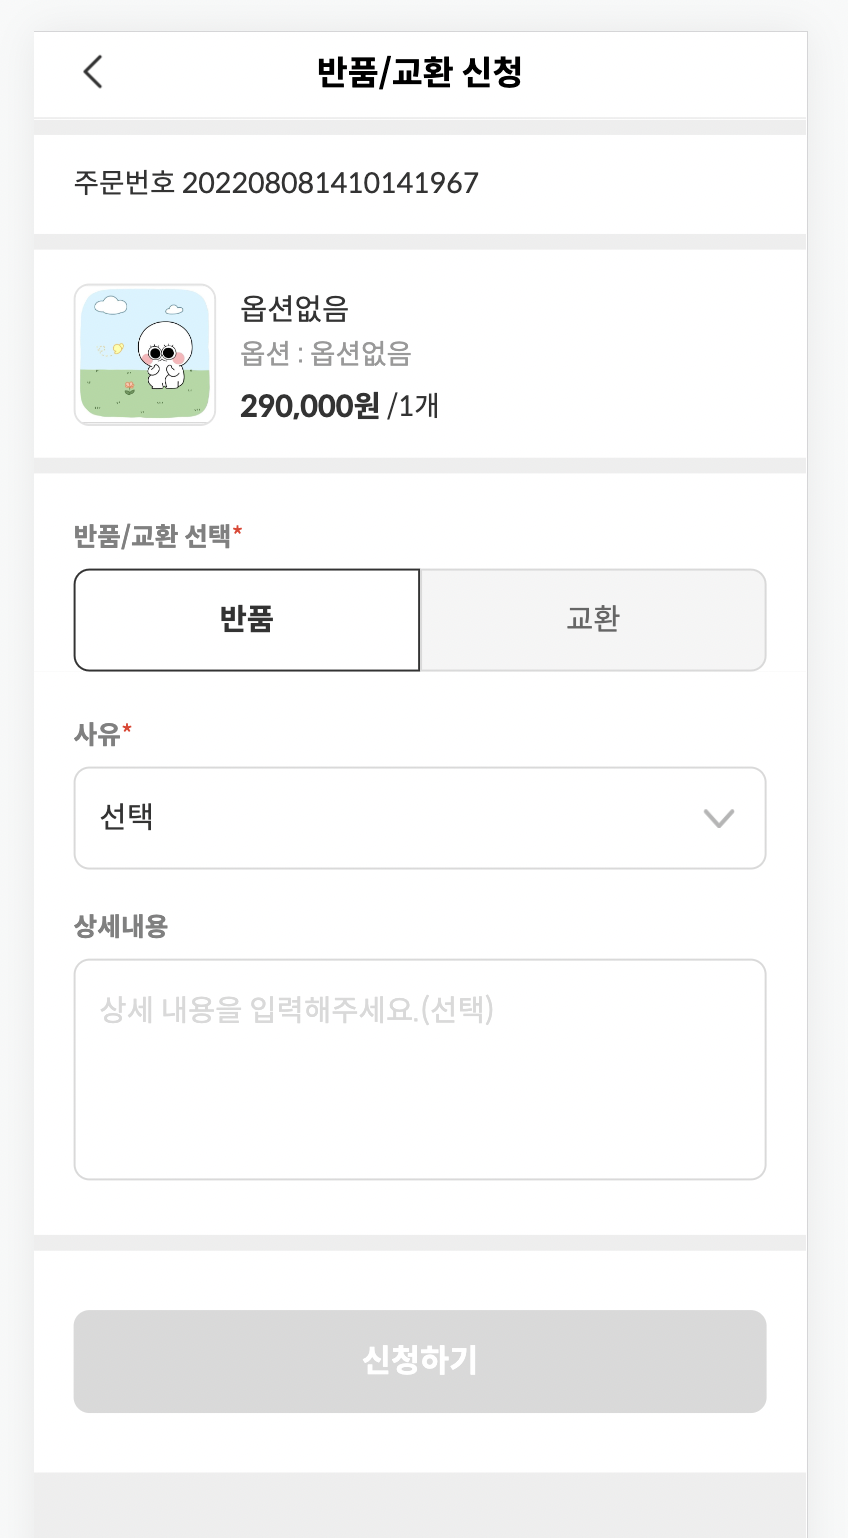 반품/교환 신청
주문번호 202208081410141967
옵션없음
옵션 : 옵션없음
290,000원 /1개
반품/교환 선택*
반품
교환
사유*
선택
상세내용
상세 내용을 입력해주세요.(선택)
신청하기